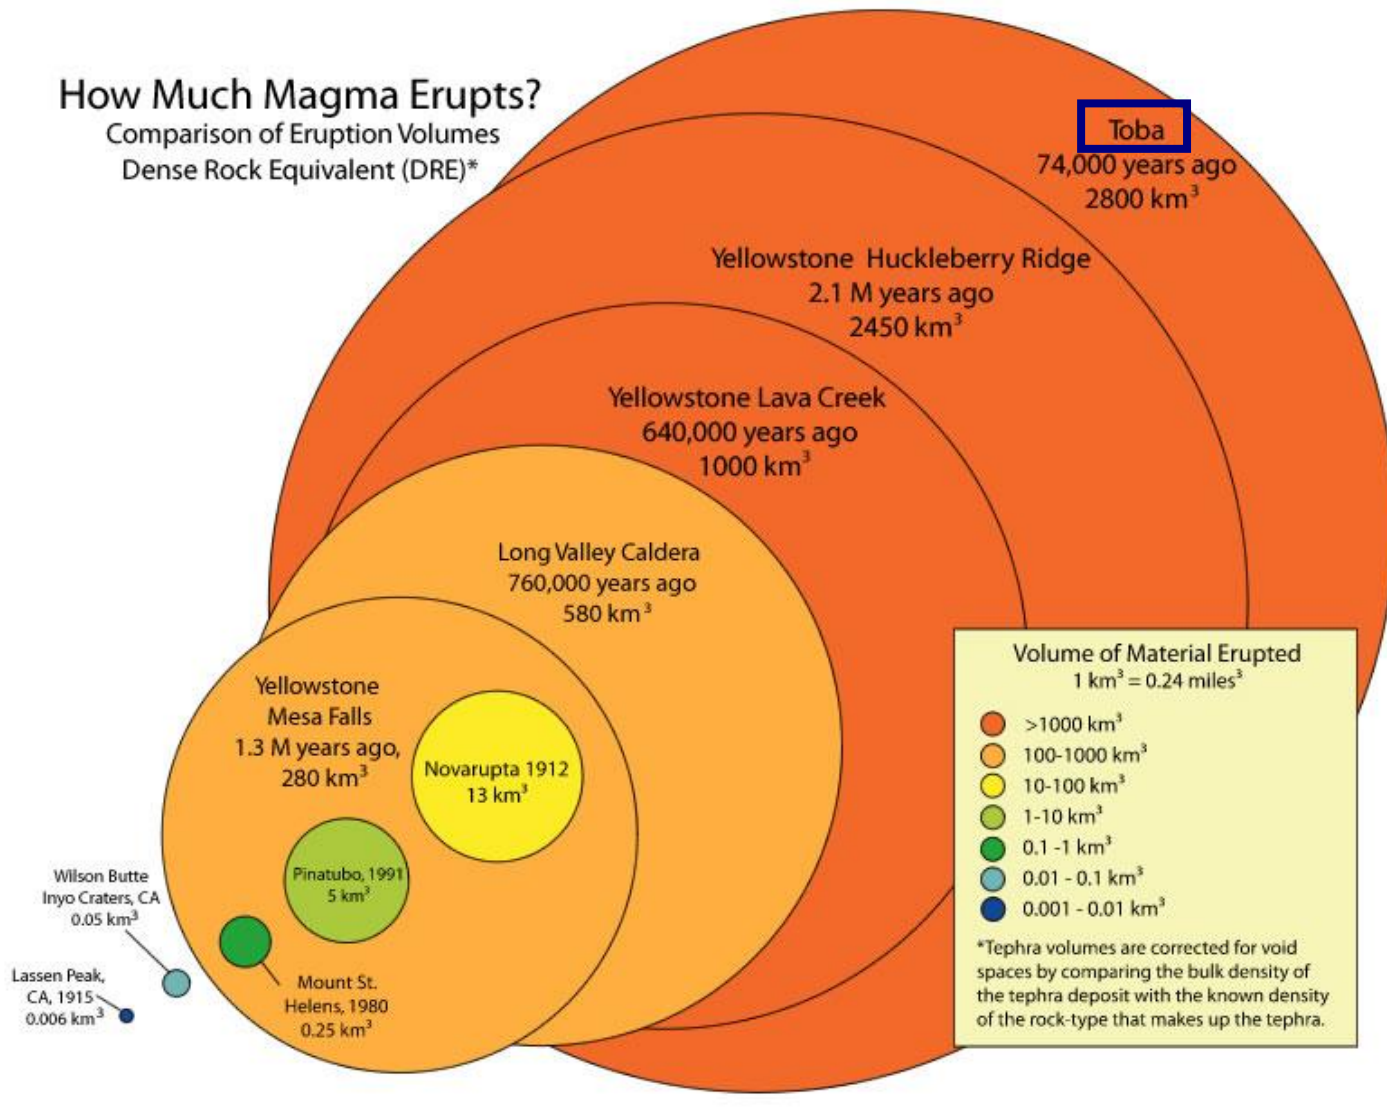 How Much Magma Erupts?
Comparison of Eruption Volumes
Dense Rock Equivalent (DRE)*
Toba
74,000 years ago
2800 km³
Yellowstone Huckleberry Ridge
2.1 M years ago
2450 km³
Yellowstone Lava Creek
640,000 years ago
1000 km³
Long Valley Caldera
760,000 years ago
580 km³
Yellowstone
Mesa Falls
1.3 M years ago,
280 km³
Novarupta 1912
13 km³
Pinatubo, 1991
5 km³
Wilson Butte
Inyo Craters, CA
0.05 km³
Lassen Peak,
CA, 1915
0.006 km³
Mount St.
Helens, 1980
0.25 km³
Volume of Material Erupted
1 km³ = 0.24 miles³
>1000 km³
100-1000 km³
10-100 km³
1-10 km³
0.1 -1 km³
0.01 - 0.1 km³
0.001 - 0.01 km³
*Tephra volumes are corrected for void
spaces by comparing the bulk density of
the tephra deposit with the known density
of the rock-type that makes up the tephra.